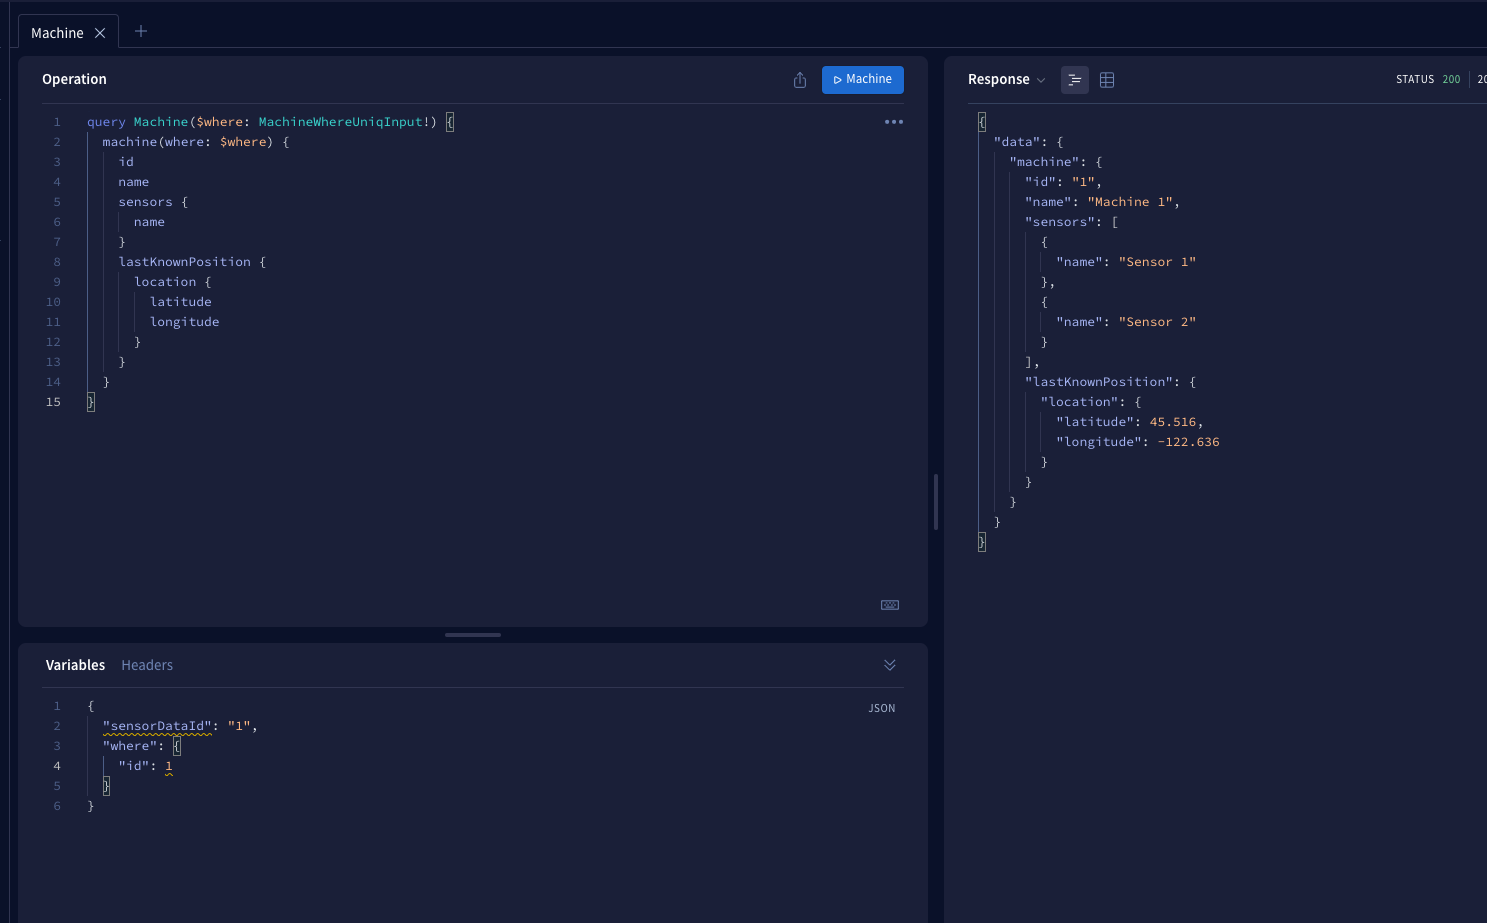 Machine
Operation
Machine
1 query Machine($where: MachineWhereUniqInput!) {
2 machine(where: $where) {
3 id
4 name
5 sensors {
6 name
7 }
8 lastKnownPosition {
9 location {
10 latitude
11 longitude
12 }
13 }
14 }
15 }
Variables Headers
JSON
1 {
2 "sensorDataId": "1",
3 "where": {
4 "id": 1
5 }
6 }
Response
STATUS 200 20
{
"data": {
"machine": {
"id": "1",
"name": "Machine 1",
"sensors": [
{
"name": "Sensor 1"
},
{
"name": "Sensor 2"
}
],
"lastKnownPosition": {
"location": {
"latitude": 45.516,
"longitude": -122.636
}
}
}
}
}